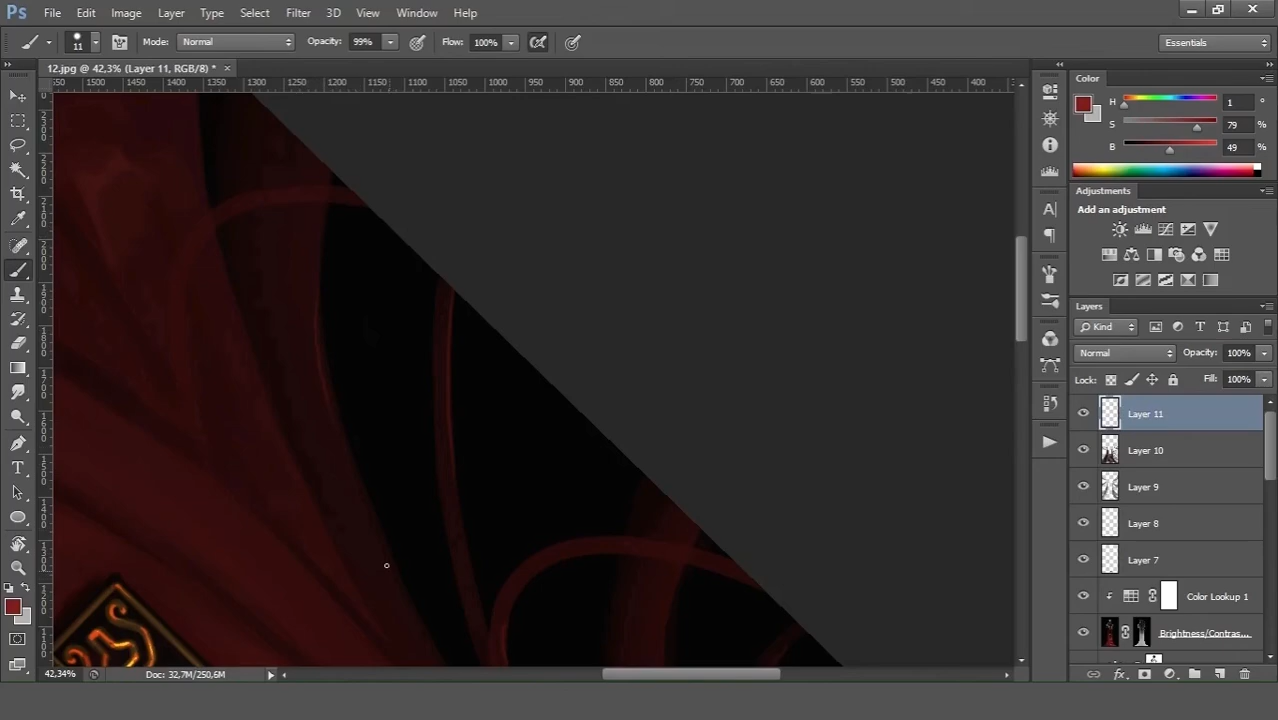 Ps File Edit Image Layer Type Select Filter 3D View Window Help
11 Mode: Normal Opacity: 99% Flow: 100% Essentials
12.jpg @ 42,3% (Layer 11, RGB/8) * ×
1500 1450 1400 1350 1300 1250 1200 1150 1100 1050 1000 950 900 850 800 750 700 650 600 550 500 450 400
Color
H 1 °
S 79 %
B 49 %
Adjustments
Add an adjustment
Layers
Kind
Normal Opacity: 100%
Lock: Fill: 100%
Layer 11
Layer 10
Layer 9
Layer 8
Layer 7
Color Lookup 1
Brightness/Contras...
42,34% Doc: 32,7M/250,6M